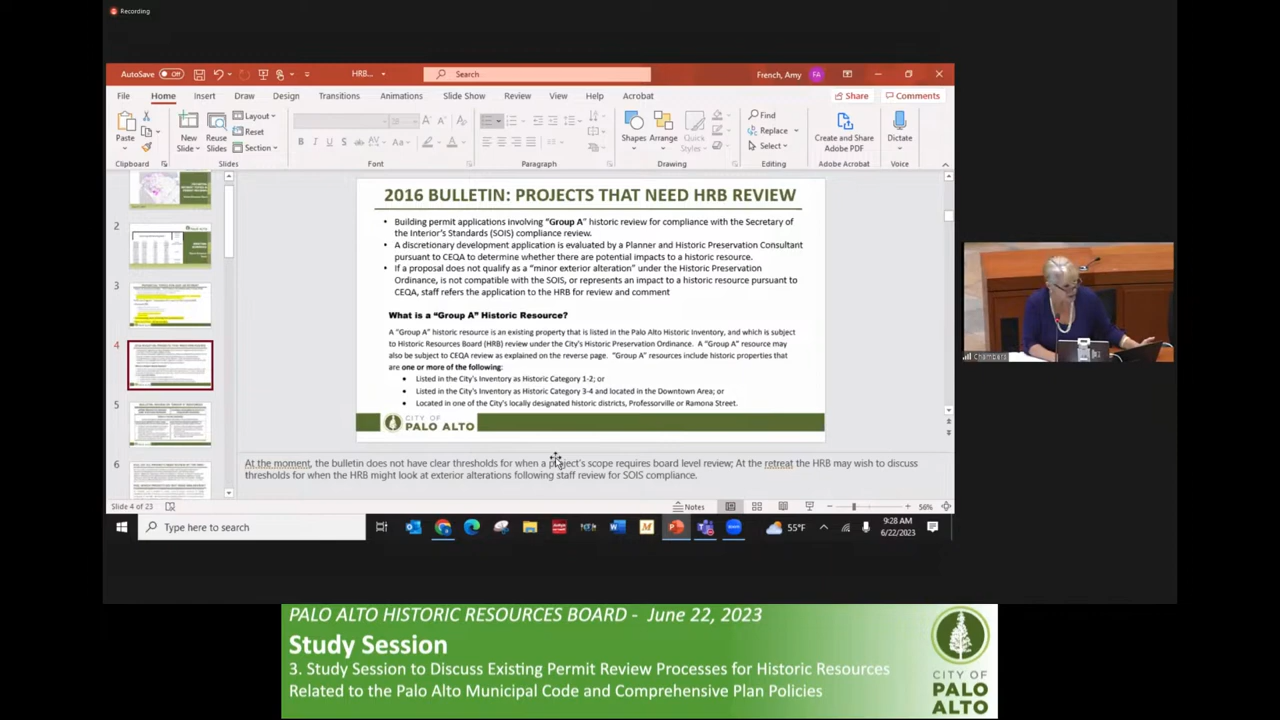 Recording
AutoSave Off
HRB...
Search
French, Amy FA
File Home Insert Draw Design Transitions Animations Slide Show Review View Help Acrobat Share Comments
Paste
New Slide
Reuse Slides
Layout
Reset
Section
Shapes
Arrange
Quick Styles
Find
Replace
Select
Create and Share Adobe PDF
Dictate
Clipboard Slides Font Paragraph Drawing Editing Adobe Acrobat Voice
2
3
4
5
6
2016 BULLETIN: PROJECTS THAT NEED HRB REVIEW
• Building permit applications involving “Group A” historic review for compliance with the Secretary of
the Interior’s Standards (SOIS) compliance review.
• A discretionary development application is evaluated by a Planner and Historic Preservation Consultant
pursuant to CEQA to determine whether there are potential impacts to a historic resource.
• If a proposal does not qualify as a “minor exterior alteration” under the Historic Preservation
Ordinance, is not compatible with the SOIS, or represents an impact to a historic resource pursuant to
CEQA, staff refers the application to the HRB for review and comment
What is a “Group A” Historic Resource?
A “Group A” historic resource is an existing property that is listed in the Palo Alto Historic Inventory, and which is subject
to Historic Resources Board (HRB) review under the City’s Historic Preservation Ordinance. A “Group A” resource may
also be subject to CEQA review as explained on the reverse page. “Group A” resources include historic properties that
are one or more of the following:
• Listed in the City’s Inventory as Historic Category 1-2; or
• Listed in the City’s Inventory as Historic Category 3-4 and located in the Downtown Area; or
• Located in one of the City’s locally designated historic districts, Professorville or Ramona Street.
CITY OF
PALO ALTO
At the moment, the bulletin does not have clear thresholds for when a project’s scope requires board level review; At the retreat the HRB may wish to discuss
thresholds for when the HRB might look at exterior alterations following staff review for SOIS compliance.
Slide 4 of 23
Notes
56%
Type here to search
55°F
9:28 AM
6/22/2023
Chambers
PALO ALTO HISTORIC RESOURCES BOARD - June 22, 2023
Study Session
3. Study Session to Discuss Existing Permit Review Processes for Historic Resources
Related to the Palo Alto Municipal Code and Comprehensive Plan Policies
CITY OF
PALO
ALTO